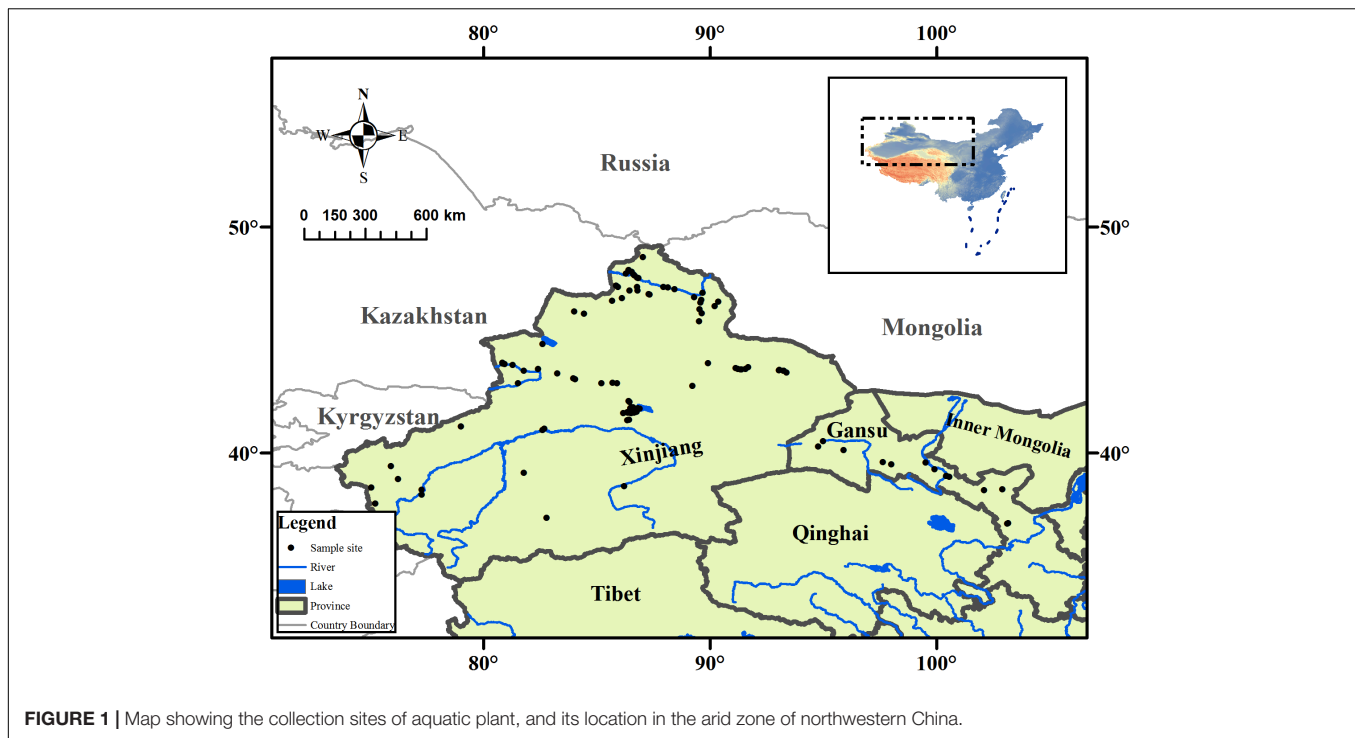 80° 90° 100°
N
W E
S
Russia
0 150 300 600 km
50° 50°
Kazakhstan
Mongolia
Kyrgyzstan
Gansu
Inner Mongolia
40° Xinjiang 40°
Legend
Sample site
River
Lake
Province
Country Boundary
Qinghai
Tibet
80° 90° 100°
FIGURE 1 | Map showing the collection sites of aquatic plant, and its location in the arid zone of northwestern China.